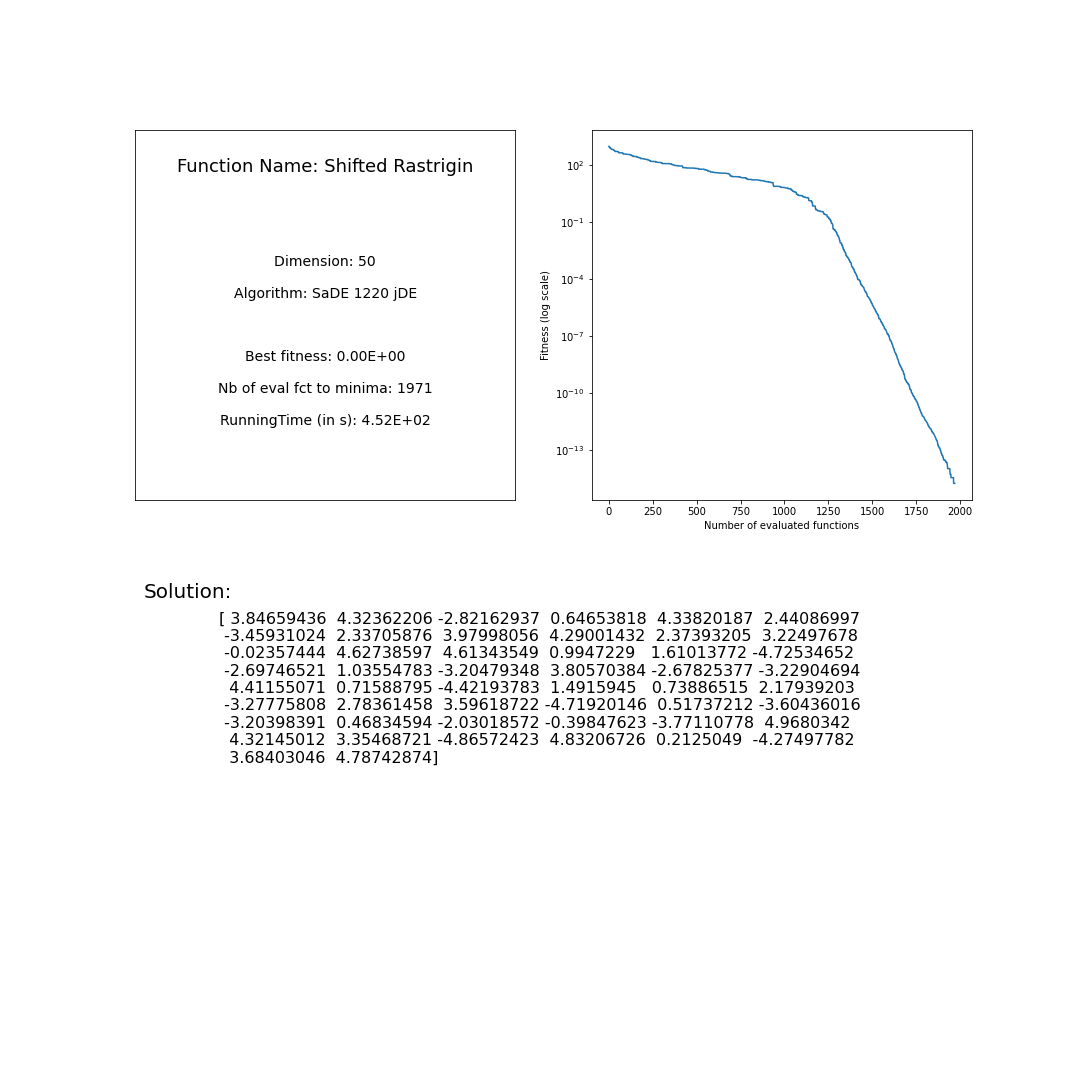 Function Name: Shifted Rastrigin
Dimension: 50
Algorithm: SaDE 1220 jDE
Best fitness: 0.00E+00
Nb of eval fct to minima: 1971
RunningTime (in s): 4.52E+02
Fitness (log scale)
10^2
10^-1
10^-4
10^-7
10^-10
10^-13
0 250 500 750 1000 1250 1500 1750 2000
Number of evaluated functions
Solution:
[ 3.84659436 4.32362206 -2.82162937 0.64653818 4.33820187 2.44086997
-3.45931024 2.33705876 3.97998056 4.29001432 2.37393205 3.22497678
-0.02357444 4.62738597 4.61343549 0.9947229 1.61013772 -4.72534652
-2.69746521 1.03554783 -3.20479348 3.80570384 -2.67825377 -3.22904694
4.41155071 0.71588795 -4.42193783 1.4915945 0.73886515 2.17939203
-3.27775808 2.78361458 3.59618722 -4.71920146 0.51737212 -3.60436016
-3.20398391 0.46834594 -2.03018572 -0.39847623 -3.77110778 4.9680342
4.32145012 3.35468721 -4.86572423 4.83206726 0.2125049 -4.27497782
3.68403046 4.78742874]